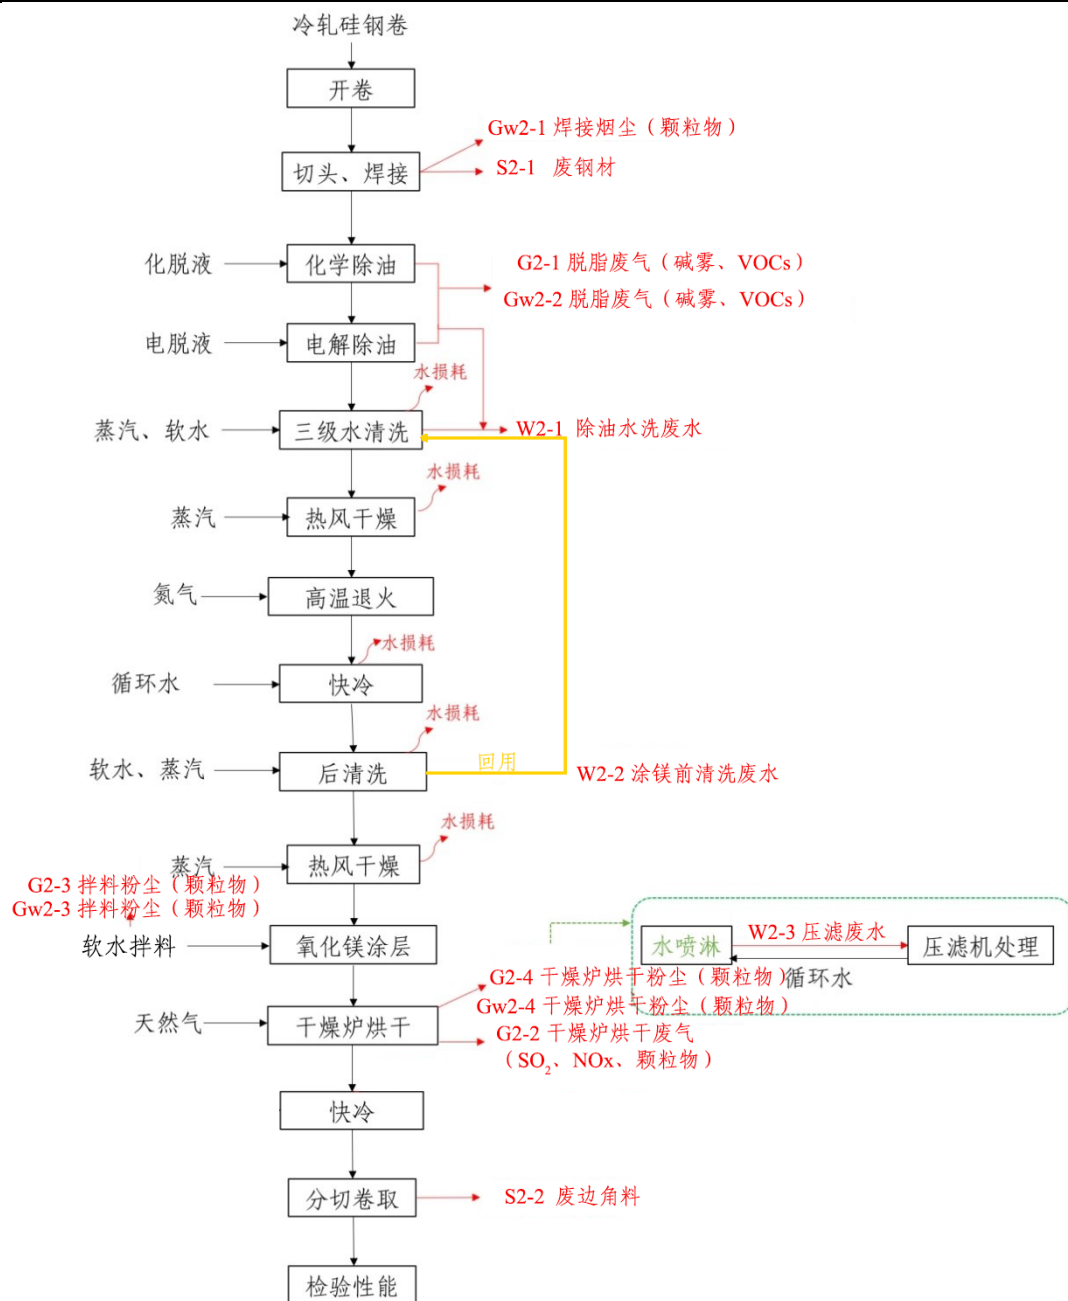 冷轧硅钢卷
开卷
Gw2-1 焊接烟尘（颗粒物）
切头、焊接
S2-1 废钢材
化脱液
化学除油
G2-1 脱脂废气（碱雾、VOCs）
Gw2-2 脱脂废气（碱雾、VOCs）
电脱液
电解除油
水损耗
蒸汽、软水
三级水清洗
W2-1 除油水洗废水
水损耗
蒸汽
热风干燥
氮气
高温退火
水损耗
循环水
快冷
水损耗
软水、蒸汽
后清洗
回用
W2-2 涂镁前清洗废水
水损耗
蒸汽
热风干燥
G2-3 拌料粉尘（颗粒物）
Gw2-3 拌料粉尘（颗粒物）
软水拌料
氧化镁涂层
水喷淋
W2-3 压滤废水
压滤机处理
循环水
G2-4 干燥炉烘干粉尘（颗粒物）
Gw2-4 干燥炉烘干粉尘（颗粒物）
天然气
干燥炉烘干
G2-2 干燥炉烘干废气
（SO₂、NOx、颗粒物）
快冷
分切卷取
S2-2 废边角料
检验性能